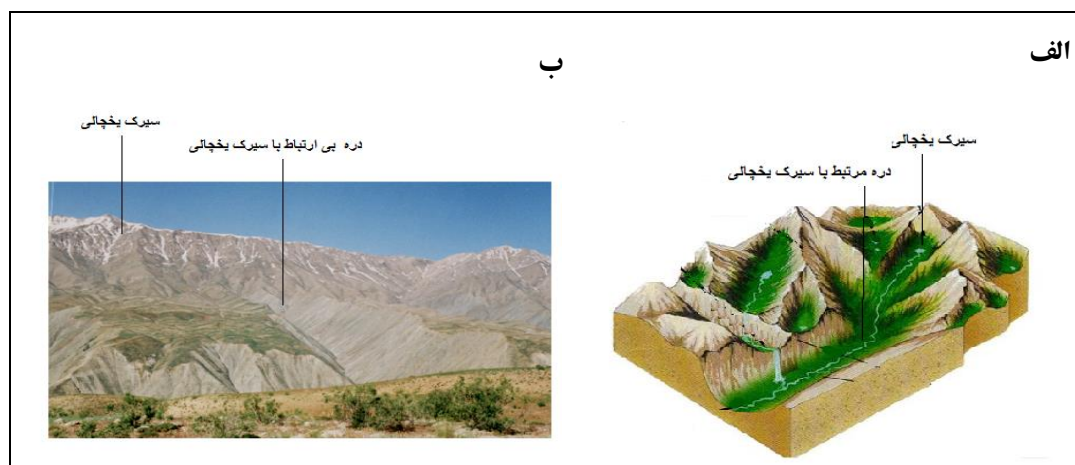 الف
سیرک یخچالی
دره مرتبط با سیرک یخچالی
ب
سیرک یخچالی
دره بی ارتباط با سیرک یخچالی